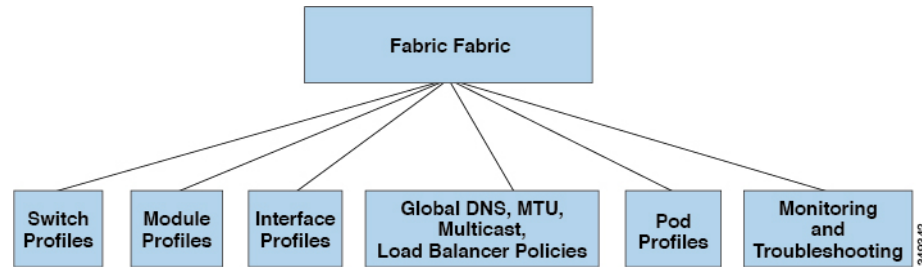 Fabric Fabric
Switch
Profiles
Module
Profiles
Interface
Profiles
Global DNS, MTU,
Multicast,
Load Balancer Policies
Pod
Profiles
Monitoring
and
Troubleshooting